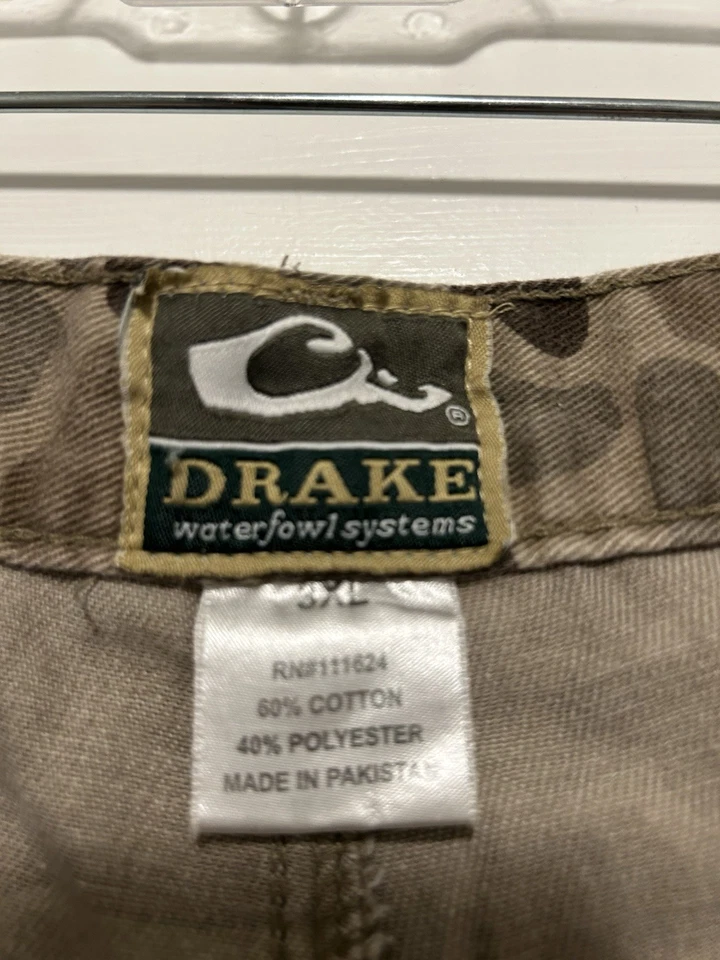 ®
DRAKE
waterfowl systems
3XL
RN#111624
60% COTTON
40% POLYESTER
MADE IN PAKISTAN